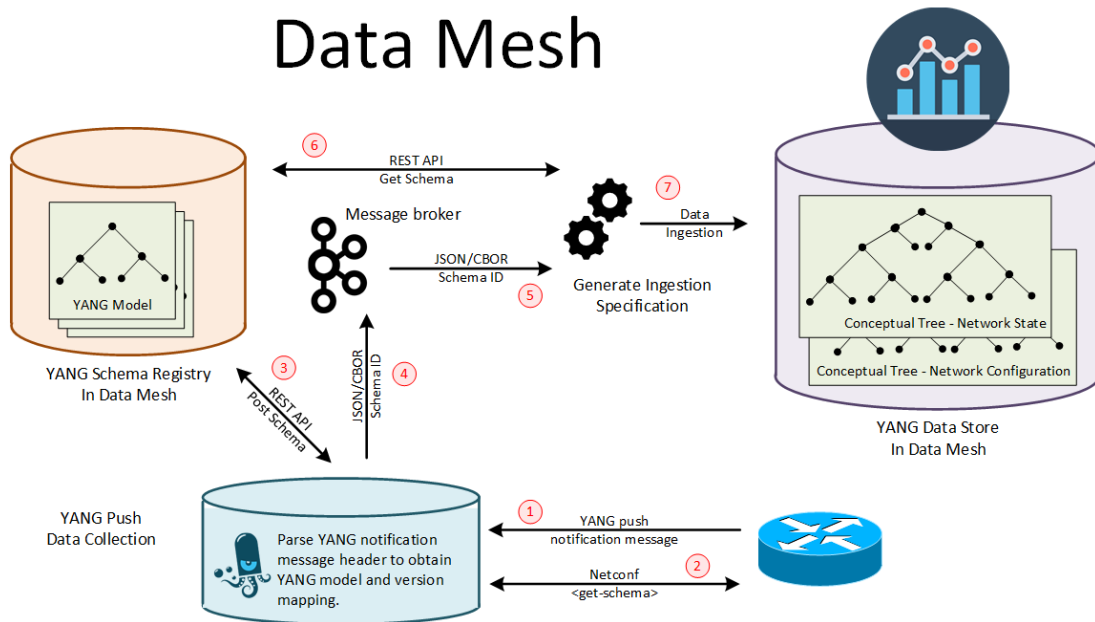 Data Mesh
6
REST API
Get Schema
7
Data
Ingestion
Message broker
JSON/CBOR
Schema ID
5
Generate Ingestion
Specification
YANG Model
YANG Schema Registry
In Data Mesh
Conceptual Tree - Network State
Conceptual Tree - Network Configuration
YANG Data Store
In Data Mesh
3
REST API
Post Schema
4
JSON/CBOR
Schema ID
YANG Push
Data Collection
Parse YANG notification
message header to obtain
YANG model and version
mapping.
1
YANG push
notification message
2
Netconf
<get-schema>